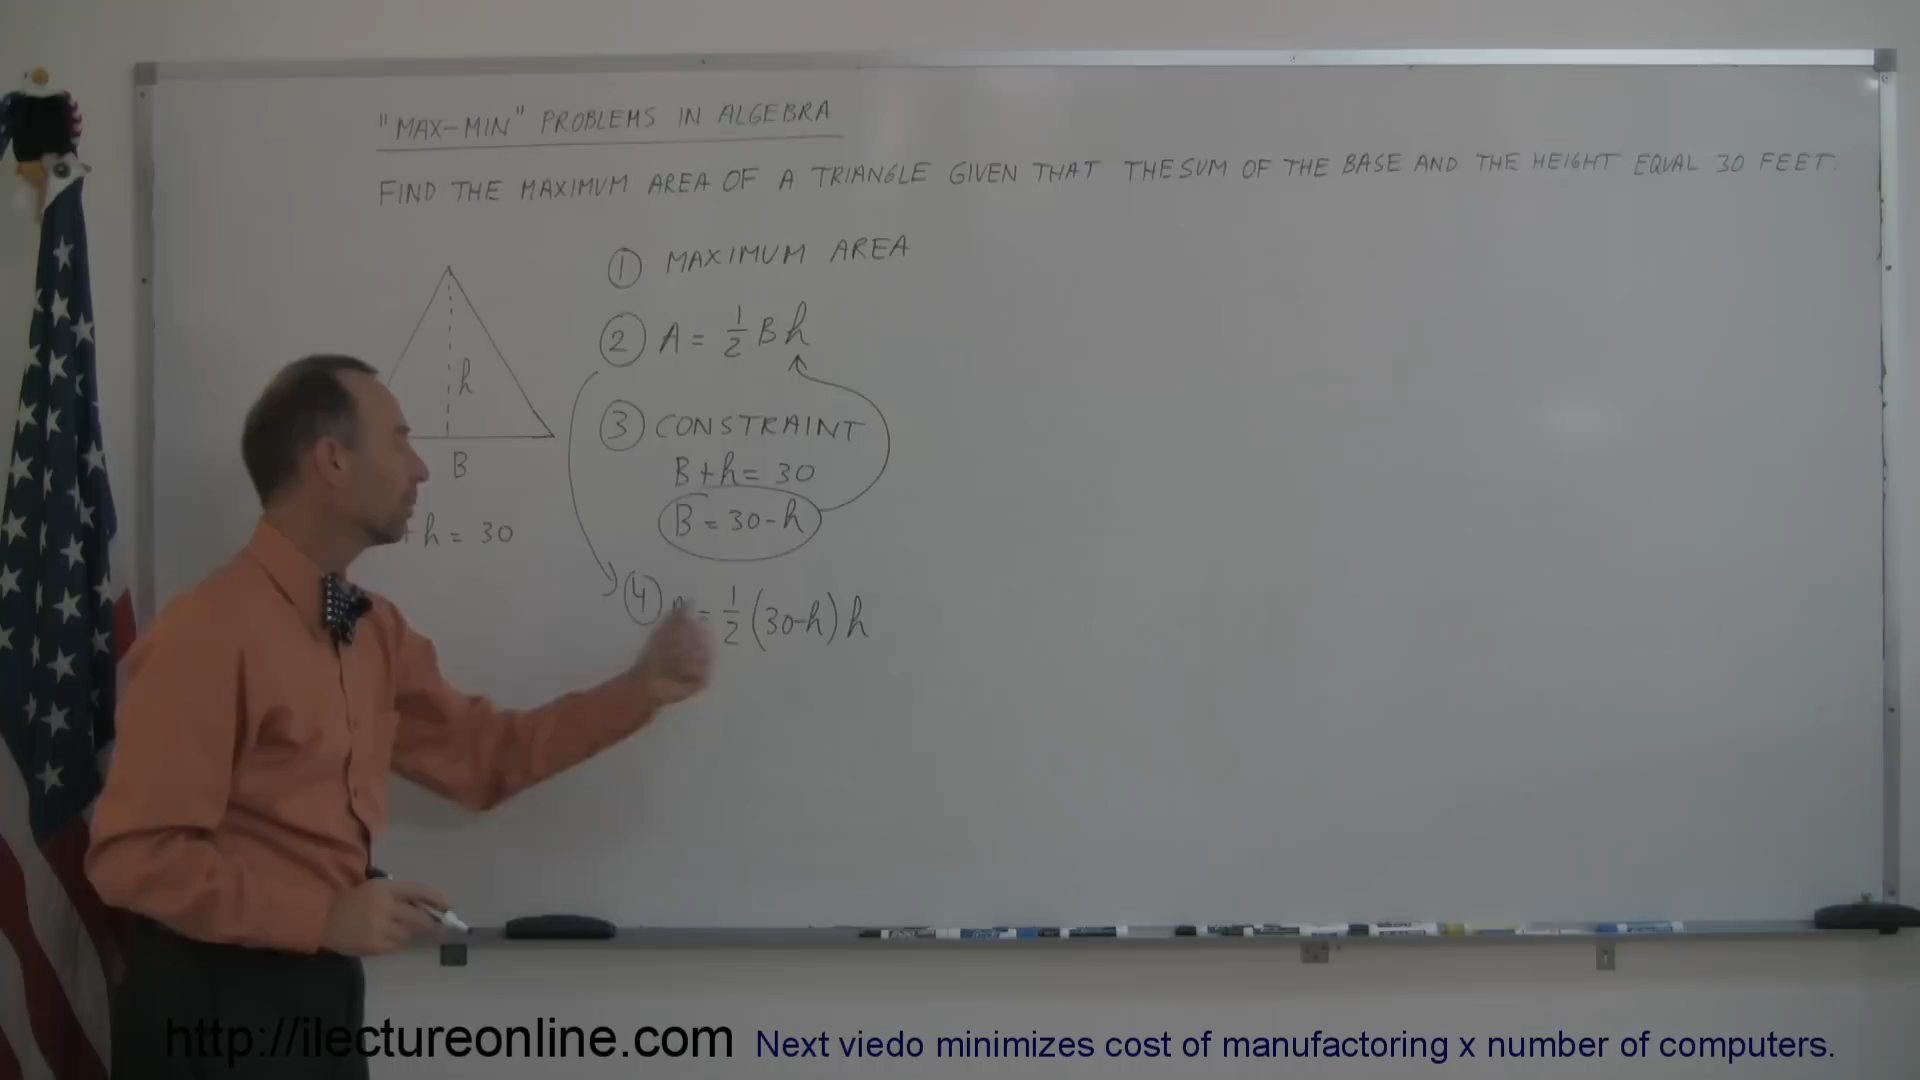 "MAX-MIN" PROBLEMS IN ALGEBRA
FIND THE MAXIMUM AREA OF A TRIANGLE GIVEN THAT THE SUM OF THE BASE AND THE HEIGHT EQUAL 30 FEET.
h
B
+ h = 30
① MAXIMUM AREA
② A = 1/2 B h
③ CONSTRAINT
B + h = 30
B = 30 - h
④ = 1/2 (30-h) h
http://ilectureonline.com Next viedo minimizes cost of manufactoring x number of computers.